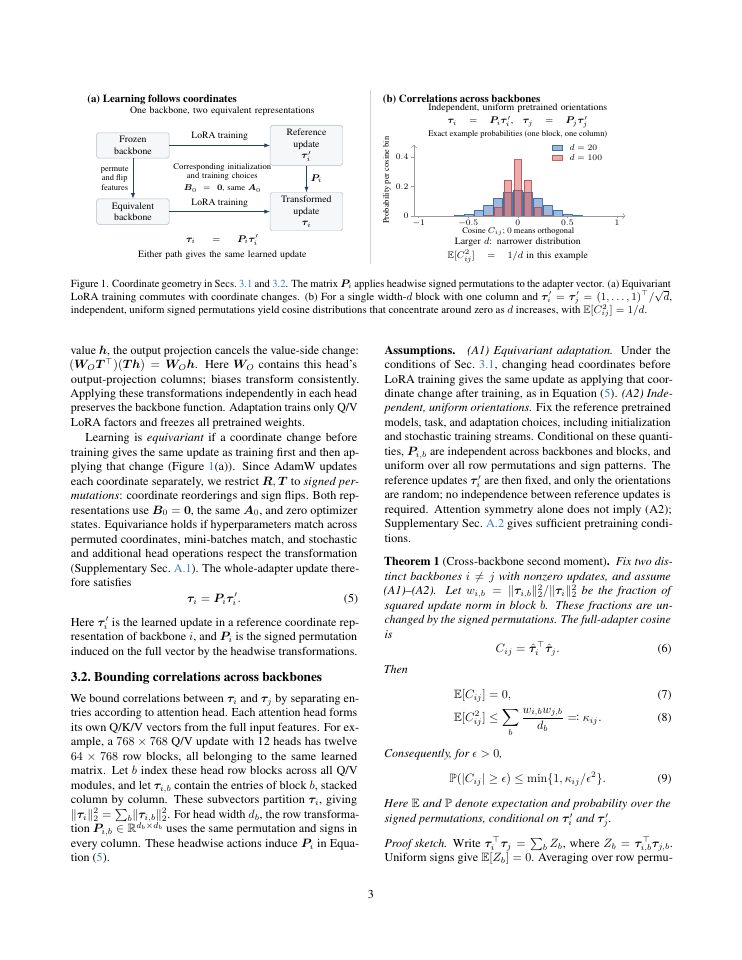 (a) Learning follows coordinates
One backbone, two equivalent representations
Frozen
backbone
LoRA training
Reference
update
τ′ᵢ
permute
and flip
features
Corresponding initialization
and training choices
B₀ = 0, same A₀
Pᵢ
Equivalent
backbone
LoRA training
Transformed
update
τᵢ
τᵢ = Pᵢτ′ᵢ
Either path gives the same learned update
(b) Correlations across backbones
Independent, uniform pretrained orientations
τᵢ = Pᵢτ′ᵢ, τⱼ = Pⱼτ′ⱼ
Exact example probabilities (one block, one column)
Probability per cosine bin
0.4
0.2
0
d = 20
d = 100
−1 −0.5 0 0.5 1
Cosine Cᵢⱼ; 0 means orthogonal
Larger d: narrower distribution
𝔼[C²ᵢⱼ] = 1/d in this example
Figure 1. Coordinate geometry in Secs. 3.1 and 3.2. The matrix Pᵢ applies headwise signed permutations to the adapter vector. (a) Equivariant
LoRA training commutes with coordinate changes. (b) For a single width-d block with one column and τ′ᵢ = τ′ⱼ = (1, . . . , 1)⊤/√d,
independent, uniform signed permutations yield cosine distributions that concentrate around zero as d increases, with 𝔼[C²ᵢⱼ] = 1/d.
value h, the output projection cancels the value-side change:
(W_O T⊤)(Th) = W_O h. Here W_O contains this head's
output-projection columns; biases transform consistently.
Applying these transformations independently in each head
preserves the backbone function. Adaptation trains only Q/V
LoRA factors and freezes all pretrained weights.
Learning is equivariant if a coordinate change before
training gives the same update as training first and then ap-
plying that change (Figure 1(a)). Since AdamW updates
each coordinate separately, we restrict R, T to signed per-
mutations: coordinate reorderings and sign flips. Both rep-
resentations use B₀ = 0, the same A₀, and zero optimizer
states. Equivariance holds if hyperparameters match across
permuted coordinates, mini-batches match, and stochastic
and additional head operations respect the transformation
(Supplementary Sec. A.1). The whole-adapter update there-
fore satisfies
τᵢ = Pᵢτ′ᵢ. (5)
Here τ′ᵢ is the learned update in a reference coordinate rep-
resentation of backbone i, and Pᵢ is the signed permutation
induced on the full vector by the headwise transformations.
3.2. Bounding correlations across backbones
We bound correlations between τᵢ and τⱼ by separating en-
tries according to attention head. Each attention head forms
its own Q/K/V vectors from the full input features. For ex-
ample, a 768 × 768 Q/V update with 12 heads has twelve
64 × 768 row blocks, all belonging to the same learned
matrix. Let b index these head row blocks across all Q/V
modules, and let τᵢ,b contain the entries of block b, stacked
column by column. These subvectors partition τᵢ, giving
‖τᵢ‖²₂ = ∑_b‖τᵢ,b‖²₂. For head width d_b, the row transforma-
tion Pᵢ,b ∈ ℝ^{d_b×d_b} uses the same permutation and signs in
every column. These headwise actions induce Pᵢ in Equa-
tion (5).
Assumptions. (A1) Equivariant adaptation. Under the
conditions of Sec. 3.1, changing head coordinates before
LoRA training gives the same update as applying that coor-
dinate change after training, as in Equation (5). (A2) Inde-
pendent, uniform orientations. Fix the reference pretrained
models, task, and adaptation choices, including initialization
and stochastic training streams. Conditional on these quanti-
ties, Pᵢ,b are independent across backbones and blocks, and
uniform over all row permutations and sign patterns. The
reference updates τ′ᵢ are then fixed, and only the orientations
are random; no independence between reference updates is
required. Attention symmetry alone does not imply (A2);
Supplementary Sec. A.2 gives sufficient pretraining condi-
tions.
Theorem 1 (Cross-backbone second moment). Fix two dis-
tinct backbones i ≠ j with nonzero updates, and assume
(A1)–(A2). Let wᵢ,b = ‖τᵢ,b‖²₂/‖τᵢ‖²₂ be the fraction of
squared update norm in block b. These fractions are un-
changed by the signed permutations. The full-adapter cosine
is
Cᵢⱼ = τ̂ᵢ⊤τ̂ⱼ. (6)
Then
𝔼[Cᵢⱼ] = 0, (7)
𝔼[C²ᵢⱼ] ≤ ∑_b wᵢ,b wⱼ,b / d_b =: κᵢⱼ. (8)
Consequently, for ϵ > 0,
ℙ(|Cᵢⱼ| ≥ ϵ) ≤ min{1, κᵢⱼ/ϵ²}. (9)
Here 𝔼 and ℙ denote expectation and probability over the
signed permutations, conditional on τ′ᵢ and τ′ⱼ.
Proof sketch. Write τᵢ⊤τⱼ = ∑_b Z_b, where Z_b = τ⊤ᵢ,bτⱼ,b.
Uniform signs give 𝔼[Z_b] = 0. Averaging over row permu-
3